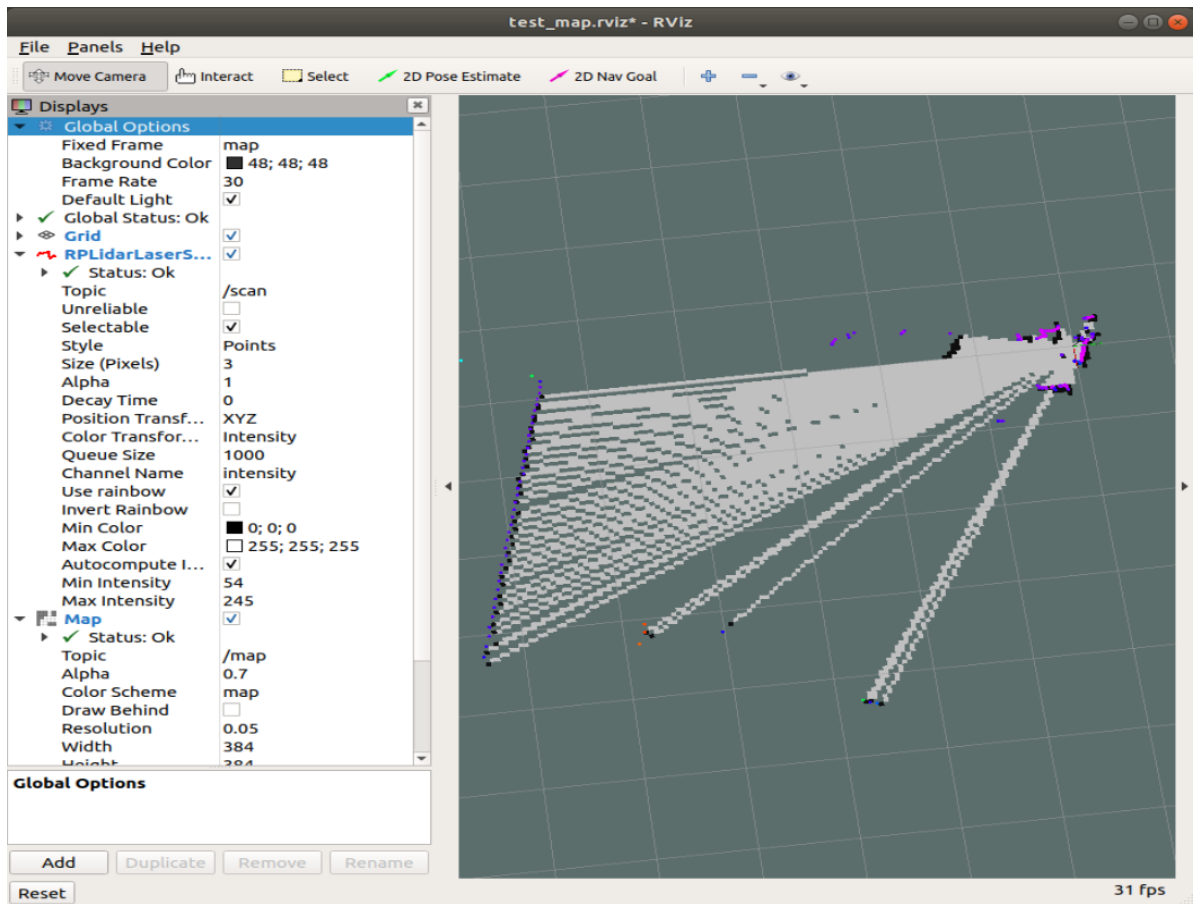 test_map.rviz* - RViz
File Panels Help
Move Camera Interact Select 2D Pose Estimate 2D Nav Goal
Displays
Global Options
Fixed Frame map
Background Color 48; 48; 48
Frame Rate 30
Default Light
Global Status: Ok
Grid
RPLidarLaserS...
Status: Ok
Topic /scan
Unreliable
Selectable
Style Points
Size (Pixels) 3
Alpha 1
Decay Time 0
Position Transf... XYZ
Color Transfor... Intensity
Queue Size 1000
Channel Name intensity
Use rainbow
Invert Rainbow
Min Color 0; 0; 0
Max Color 255; 255; 255
Autocompute I...
Min Intensity 54
Max Intensity 245
Map
Status: Ok
Topic /map
Alpha 0.7
Color Scheme map
Draw Behind
Resolution 0.05
Width 384
Height 384
Global Options
Add Duplicate Remove Rename
Reset
31 fps